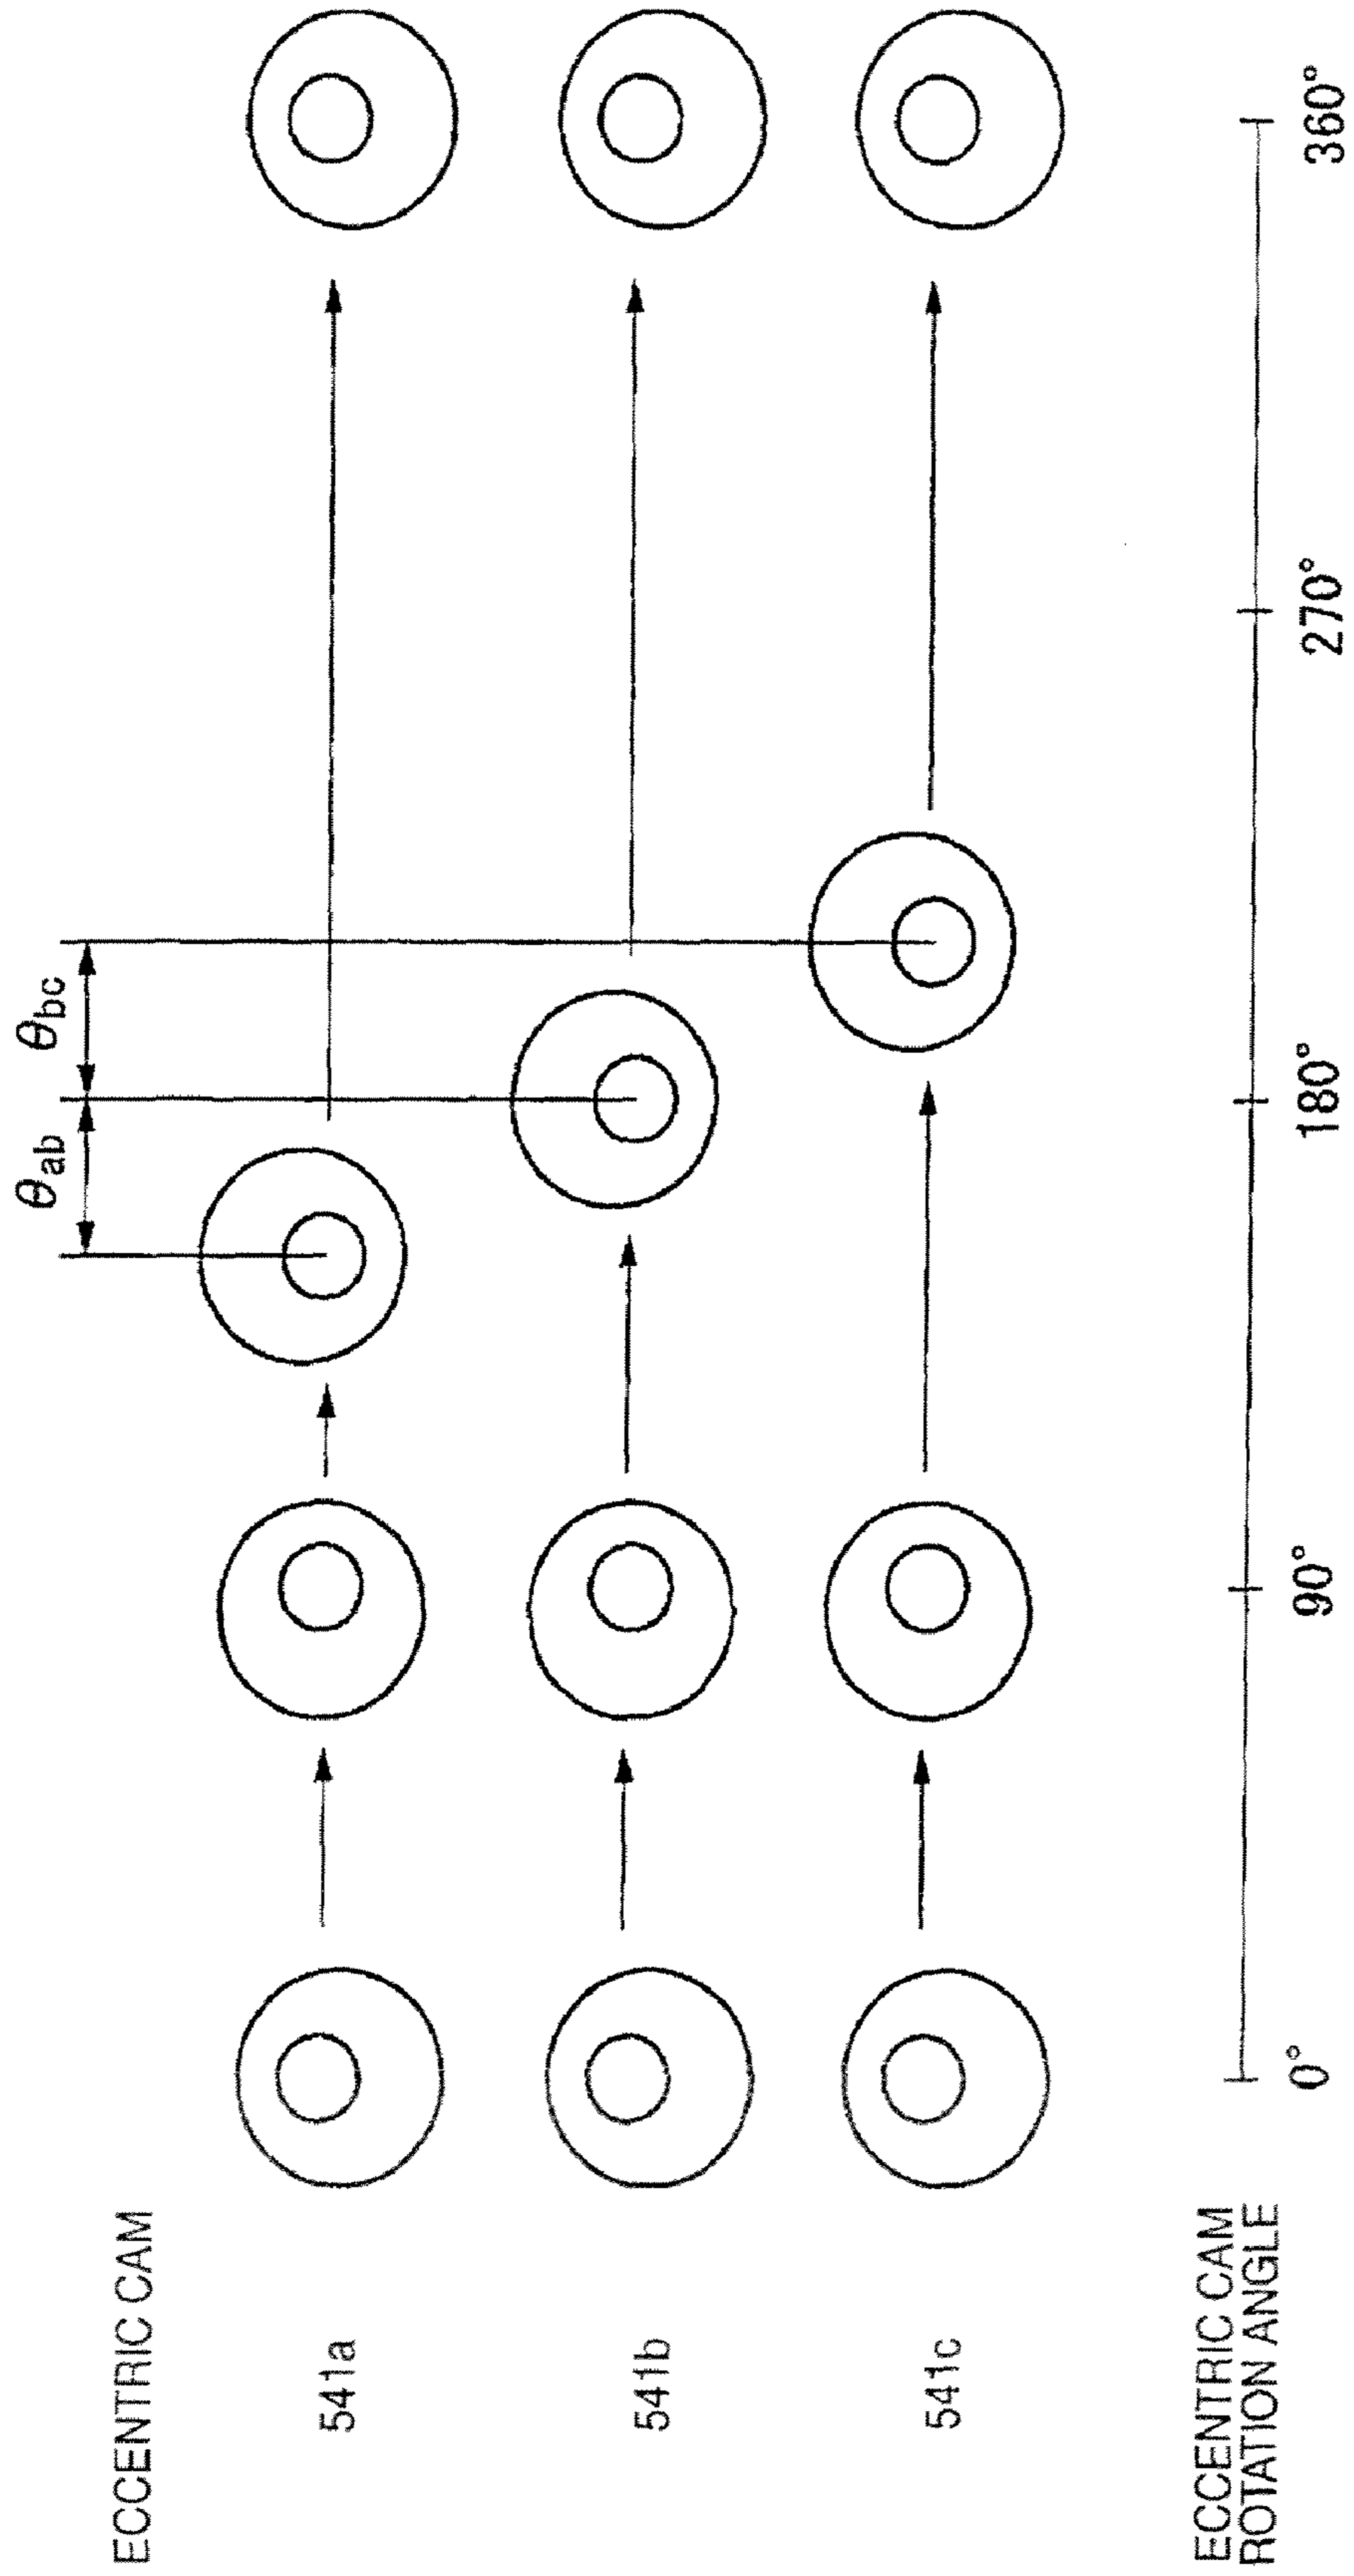 θab θbc
ECCENTRIC CAM
541a
541b
541c
ECCENTRIC CAM
ROTATION ANGLE
0° 90° 180° 270° 360°